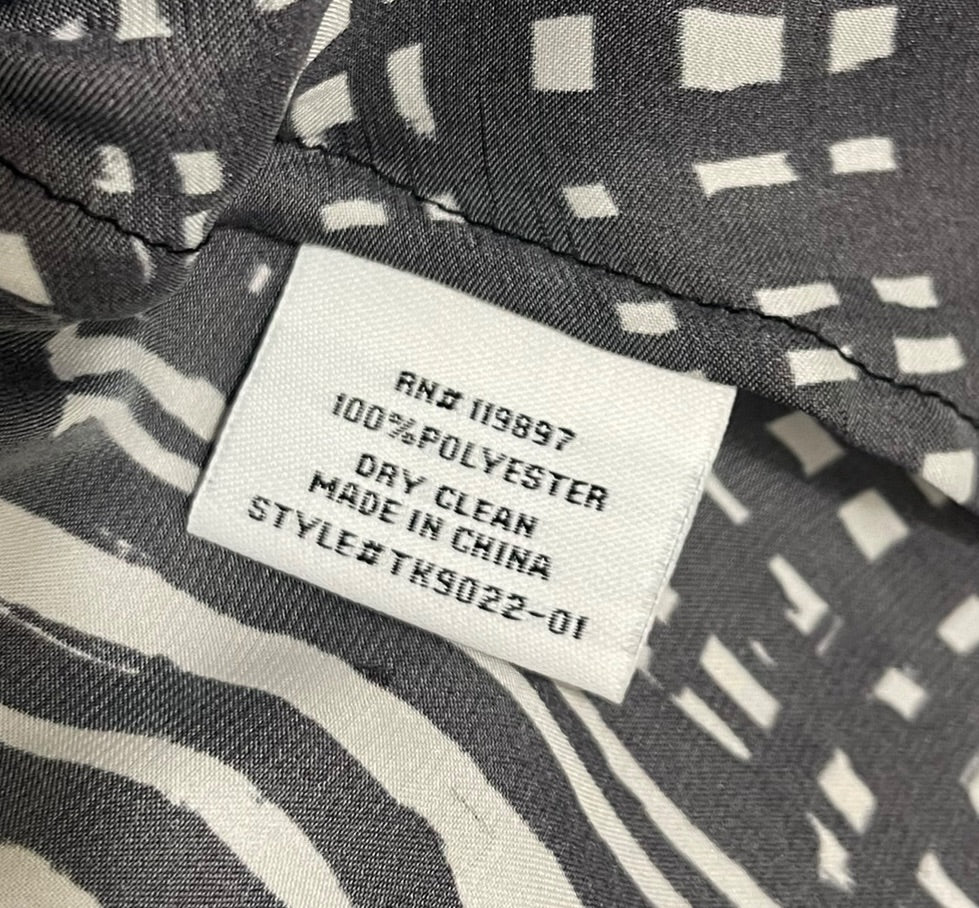 RN# 119897
100%POLYESTER
DRY CLEAN
MADE IN CHINA
STYLE#TK9022-01